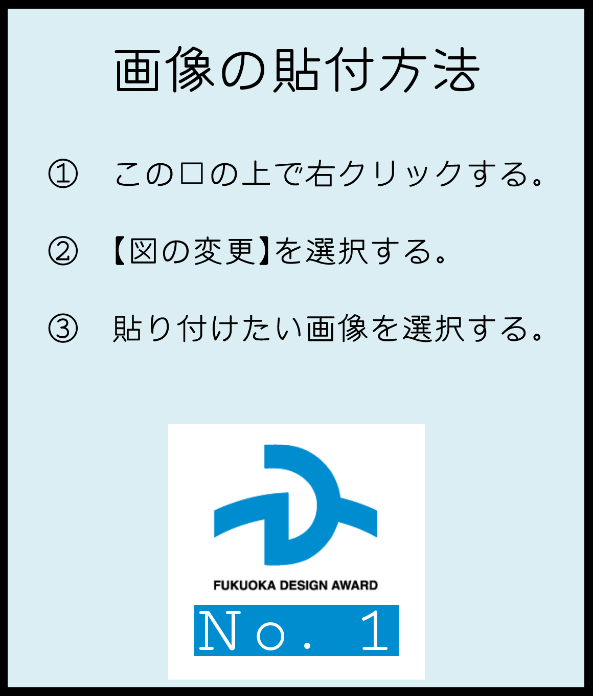 画像の貼付方法
① この□の上で右クリックする。
② 【図の変更】を選択する。
③ 貼り付けたい画像を選択する。
FUKUOKA DESIGN AWARD
No. 1